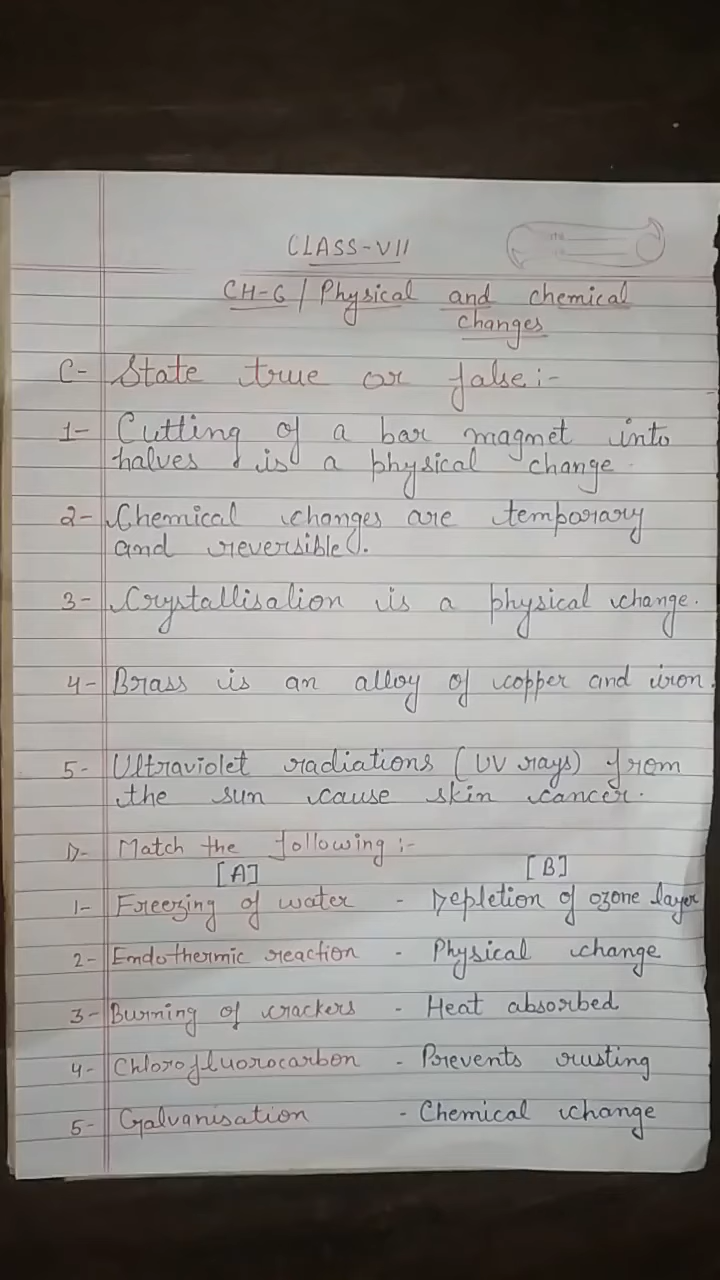 CLASS-VII
CH-6 / Physical and chemical
changes
C- State true or false:-
1- Cutting of a bar magnet into
halves is a physical change.
2- Chemical changes are temporary
and reversible.
3- Crystallisation is a physical change.
4- Brass is an alloy of copper and iron.
5- Ultraviolet radiations (UV rays) from
the sun cause skin cancer.
D- Match the following:-
[A] [B]
1- Freezing of water - Depletion of ozone layer
2- Endothermic reaction - Physical change
3- Burning of crackers - Heat absorbed
4- Chlorofluorocarbon - Prevents rusting
5- Galvanisation - Chemical change